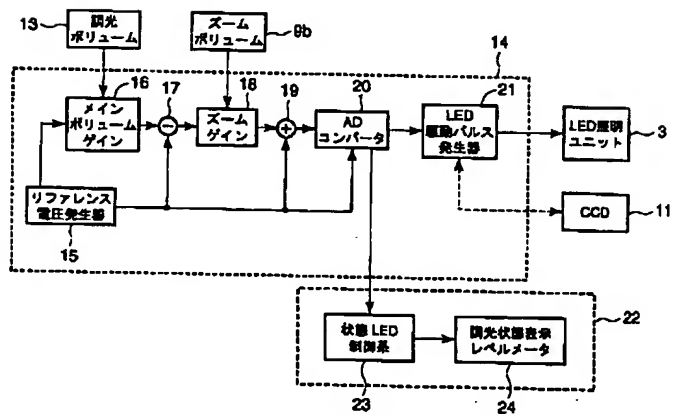 13
調光
ボリューム
ズーム
ボリューム
9b
14
16
メイン
ボリューム
ゲイン
17
18
ズーム
ゲイン
19
20
AD
コンバータ
21
LED
駆動パルス
発生器
LED照明
ユニット
3
リファレンス
電圧発生器
15
CCD
11
22
状態LED
制御系
23
調光状態表示
レベルメータ
24